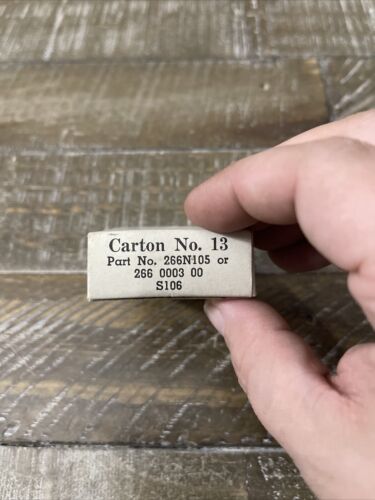 Carton No. 13
Part No. 266N105 or
266 0003 00
S106